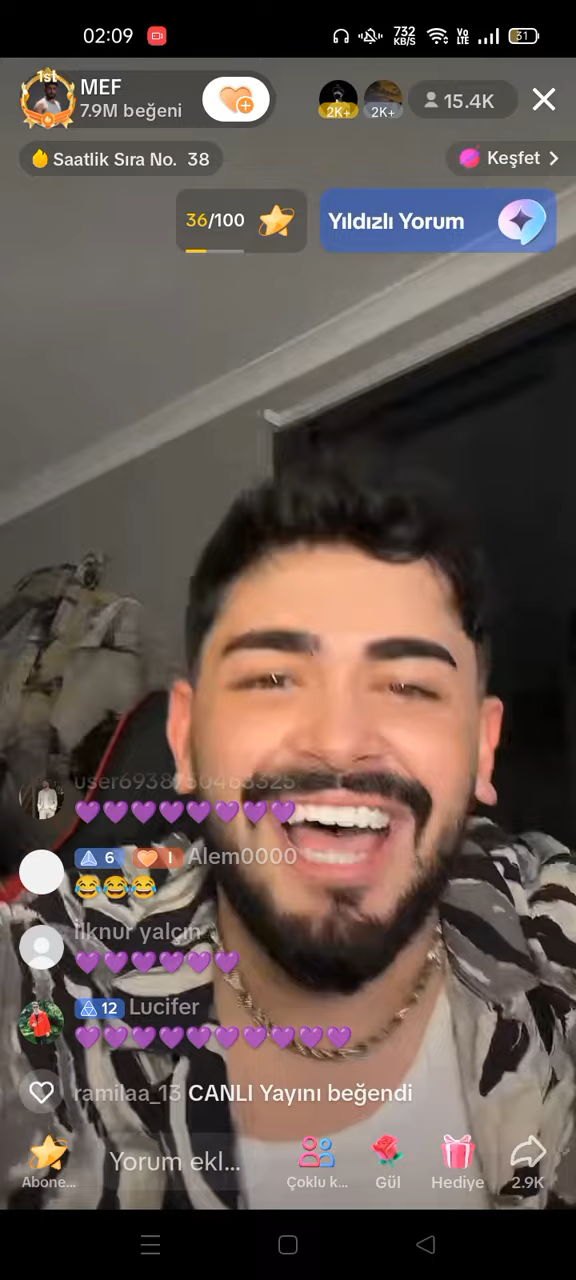 02:09
732
KB/S
Vo
LTE
31
1st
MEF
7.9M beğeni
2K+
2K+
15.4K
Saatlik Sıra No. 38
Keşfet
36/100
Yıldızlı Yorum
6
I
Alem0000
😂😂😂
İlknur yalçın
💜💜💜💜💜💜
12
Lucifer
💜💜💜💜💜💜💜💜💜💜
ramilaa_13 CANLI Yayını beğendi
Abone...
Yorum ekl...
Çoklu k...
Gül
Hediye
2.9K